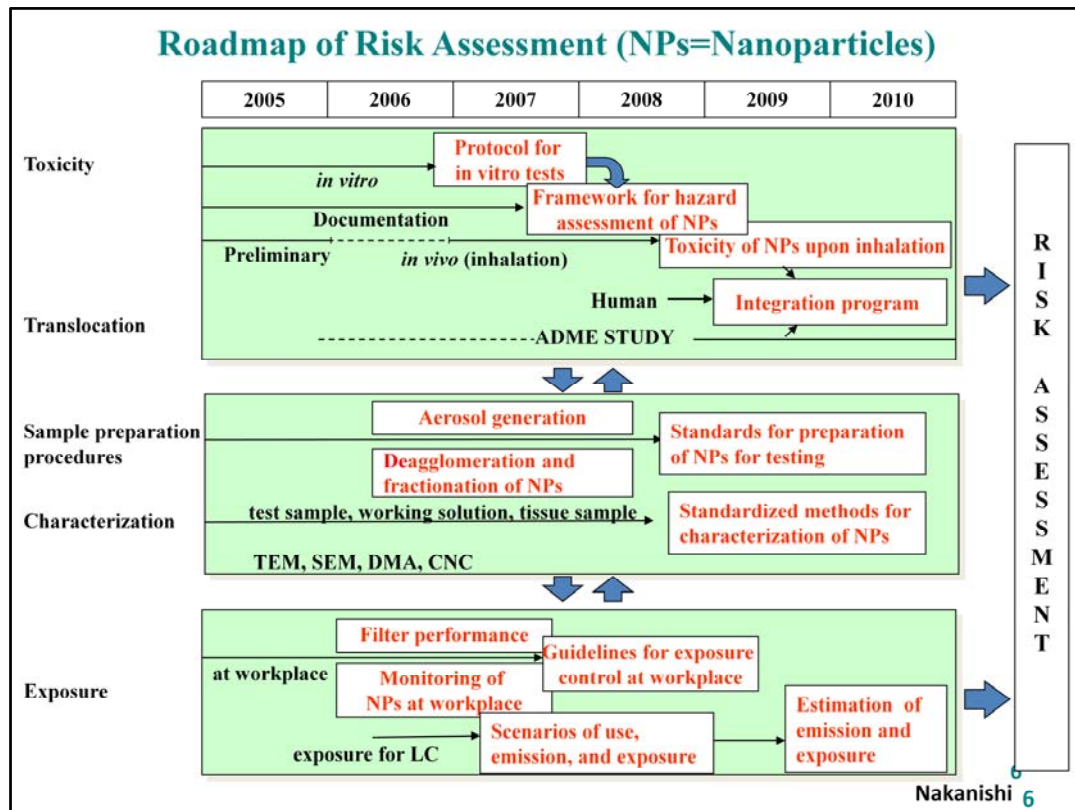 Roadmap of Risk Assessment (NPs=Nanoparticles)
2005 2006 2007 2008 2009 2010
Toxicity
Protocol for
in vitro tests
in vitro
Framework for hazard
assessment of NPs
Documentation
Toxicity of NPs upon inhalation
Preliminary
in vivo (inhalation)
Human
Integration program
Translocation
ADME STUDY
Aerosol generation
Sample preparation
procedures
Standards for preparation
of NPs for testing
Deagglomeration and
fractionation of NPs
Characterization
test sample, working solution, tissue sample
Standardized methods for
characterization of NPs
TEM, SEM, DMA, CNC
Filter performance
at workplace
Guidelines for exposure
control at workplace
Exposure
Monitoring of
NPs at workplace
Scenarios of use,
emission, and exposure
Estimation of
emission and
exposure
exposure for LC
R
I
S
K
A
S
S
E
S
S
M
E
N
T
6
Nakanishi 6